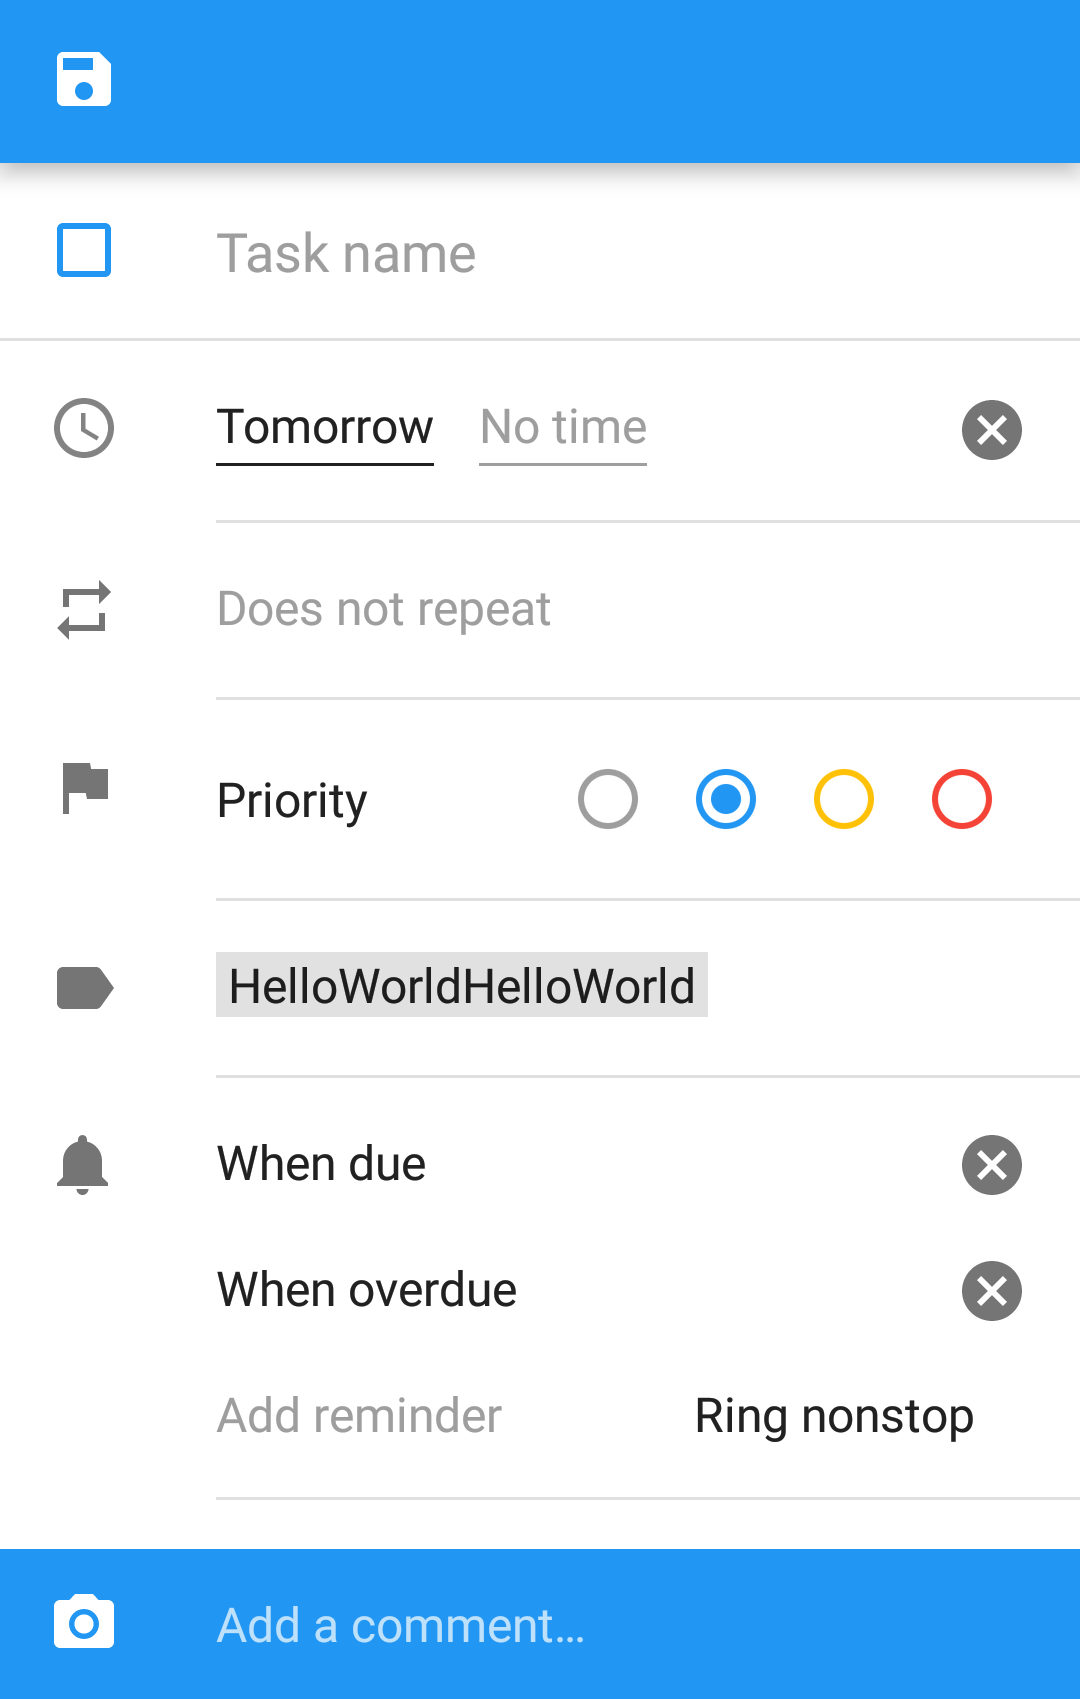 Task name
Tomorrow No time
Does not repeat
Priority
HelloWorldHelloWorld
When due
When overdue
Add reminder Ring nonstop
Add a comment...